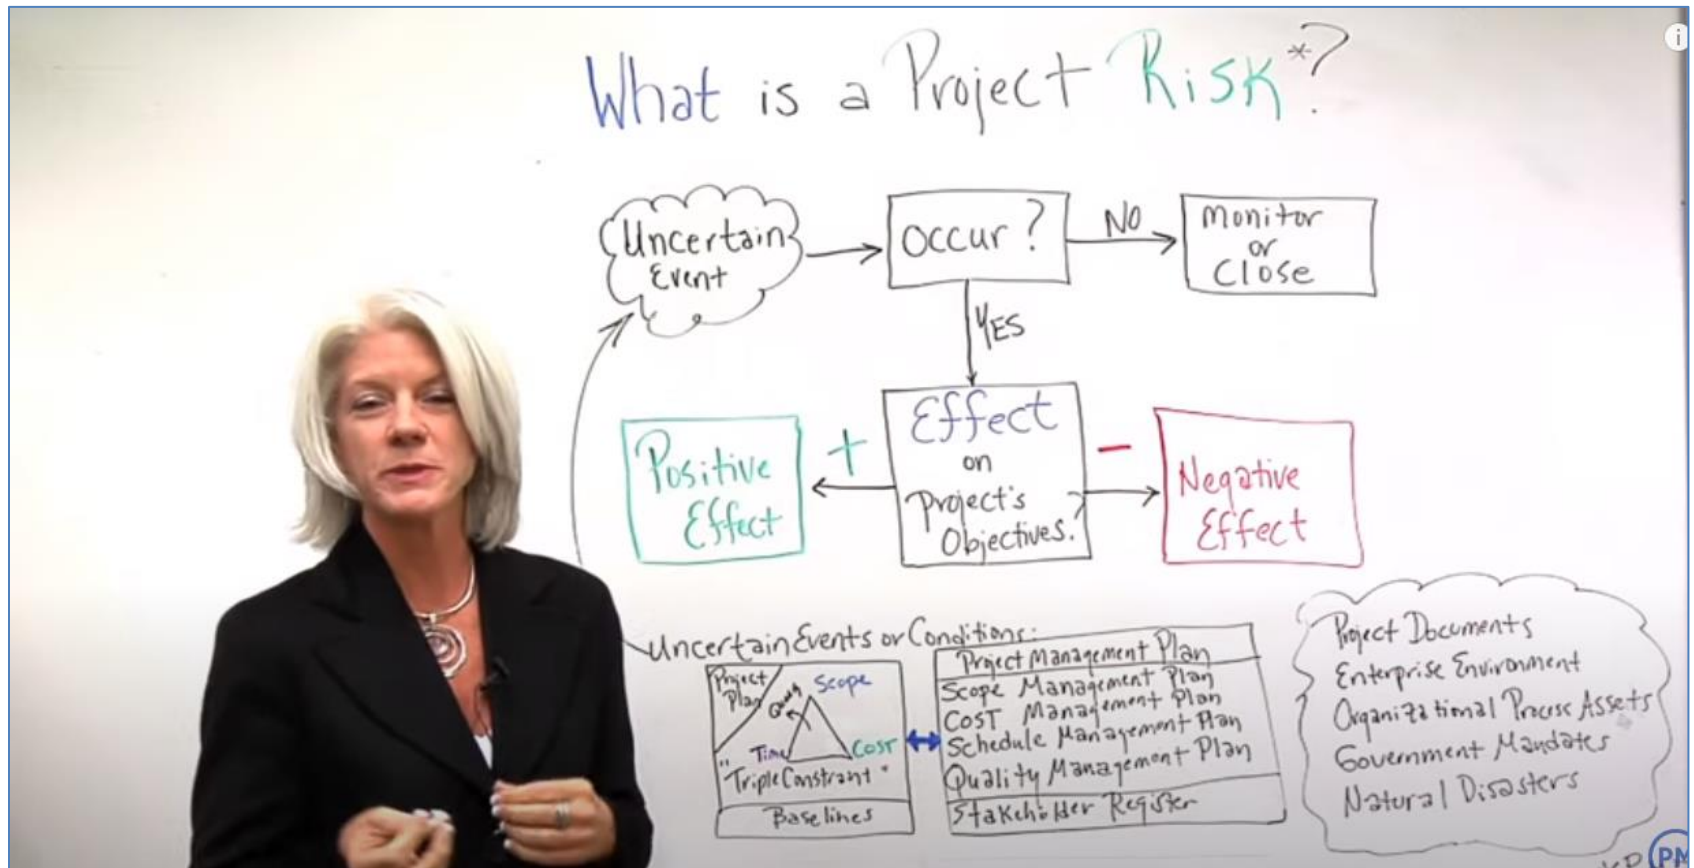 What is a Project Risk*?
Uncertain
Event
Occur?
NO
Monitor
or
Close
YES
Positive
Effect
+
Effect
on
Project's
Objectives?
-
Negative
Effect
Uncertain Events or Conditions:
Project
Plan
Scope
Time
Cost
"Triple Constraint"
Baselines
Project Management Plan
Scope Management Plan
Cost Management Plan
Schedule Management Plan
Quality Management Plan
Stakeholder Register
Project Documents
Enterprise Environment
Organizational Process Assets
Government Mandates
Natural Disasters
i
PM